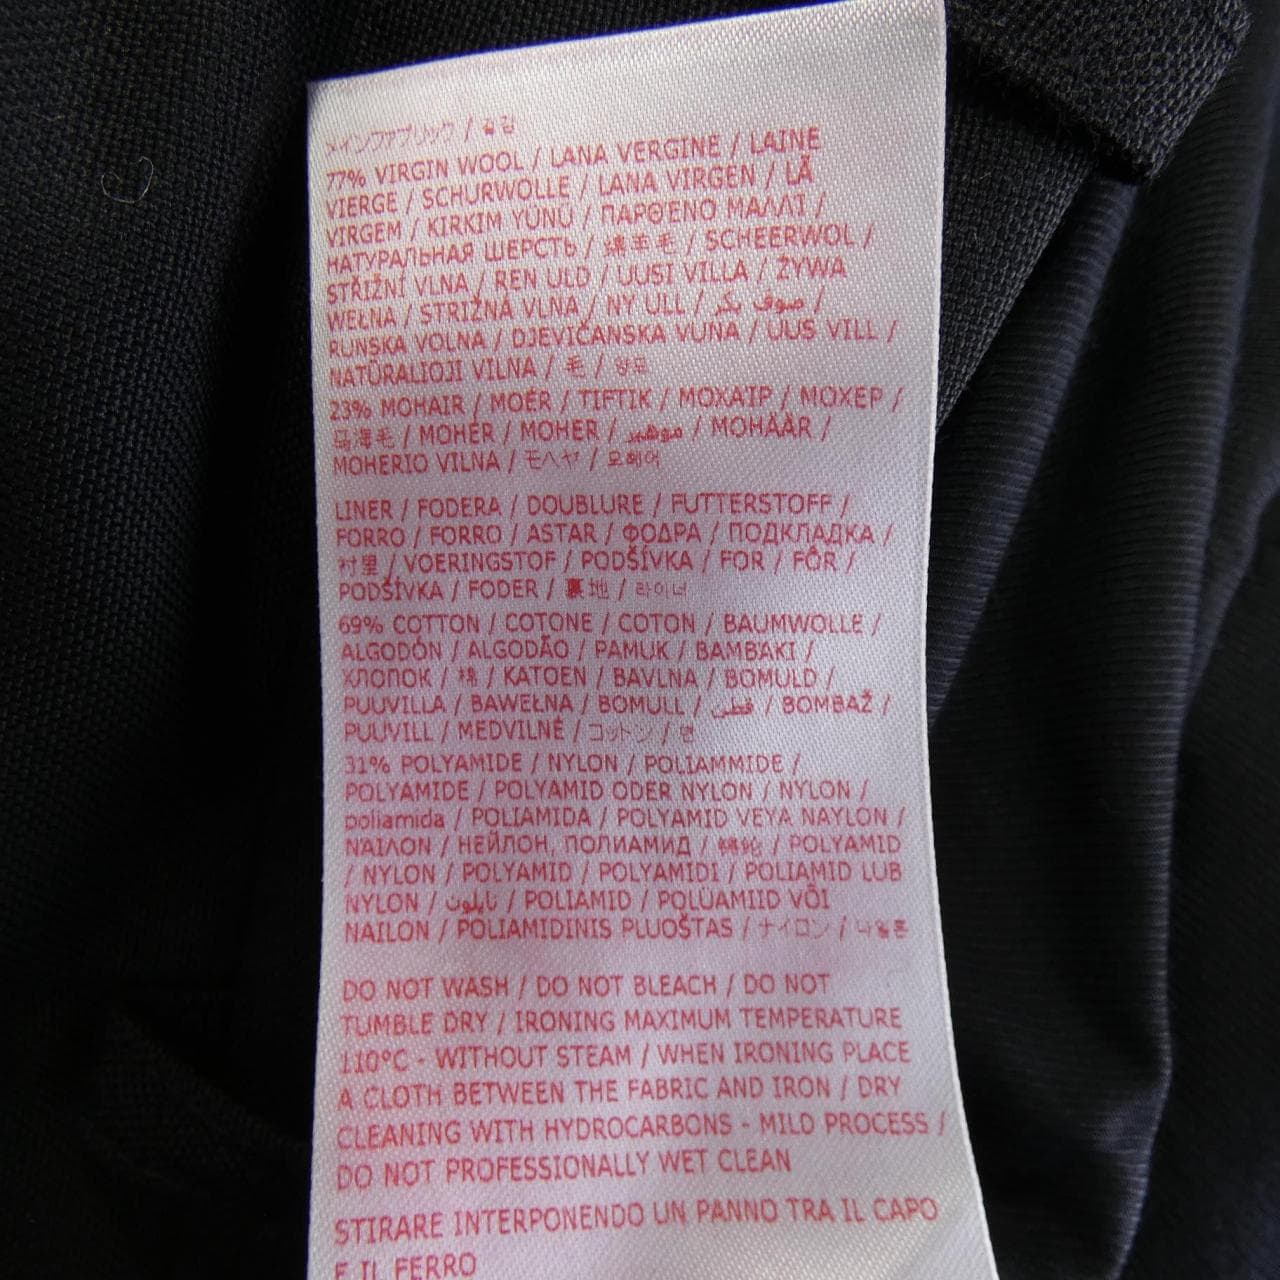 メインファブリック / 겉감
77% VIRGIN WOOL / LANA VERGINE / LAINE
VIERGE / SCHURWOLLE / LANA VIRGEN / LÃ
VIRGEM / KIRKIM YÜNÜ / ΠΑΡΘΕΝΟ ΜΑΛΛΊ /
НАТУРАЛЬНАЯ ШЕРСТЬ / 绵羊毛 / SCHEERWOL /
STŘIŽNÍ VLNA / REN ULD / UUSI VILLA / ŻYWA
WEŁNA / STRIŽNÁ VLNA / NY ULL / صوف بكر /
RUNSKA VOLNA / DJEVIČANSKA VUNA / UUS VILL /
NATŪRALIOJI VILNA / 毛 / 양모
23% MOHAIR / MOÈR / TIFTIK / ΜΟΧΑΊΡ / МОХЕР /
马海毛 / MOHÉR / MOHER / موهير / MOHÄÄR /
MOHERIO VILNA / モヘヤ / 모헤어
LINER / FODERA / DOUBLURE / FUTTERSTOFF /
FORRO / FORRO / ASTAR / ΦΟΔΡΑ / ПОДКЛАДКА /
衬里 / VOERINGSTOF / PODŠÍVKA / FOR / FÔR /
PODŠÍVKA / FODER / 裏地 / 라이너
69% COTTON / COTONE / COTON / BAUMWOLLE /
ALGODÓN / ALGODÃO / PAMUK / ΒΑΜΒΆΚΙ /
ХЛОПОК / 棉 / KATOEN / BAVLNA / BOMULD /
PUUVILLA / BAWEŁNA / BOMULL / قطن / BOMBAŽ /
PUUVILL / MEDVILNĖ / コットン / 면
31% POLYAMIDE / NYLON / POLIAMMIDE /
POLYAMIDE / POLYAMID ODER NYLON / NYLON /
poliamida / POLIAMIDA / POLYAMID VEYA NAYLON /
ΝΆΙΛΟΝ / НЕЙЛОН, ПОЛИАМИД / 锦纶 / POLYAMID
/ NYLON / POLYAMID / POLYAMIDI / POLIAMID LUB
NYLON / نايلون / POLIAMID / POLÜAMIID VÕI
NAILON / POLIAMIDINIS PLUOŠTAS / ナイロン / 나일론
DO NOT WASH / DO NOT BLEACH / DO NOT
TUMBLE DRY / IRONING MAXIMUM TEMPERATURE
110°C - WITHOUT STEAM / WHEN IRONING PLACE
A CLOTH BETWEEN THE FABRIC AND IRON / DRY
CLEANING WITH HYDROCARBONS - MILD PROCESS /
DO NOT PROFESSIONALLY WET CLEAN
STIRARE INTERPONENDO UN PANNO TRA IL CAPO
E IL FERRO